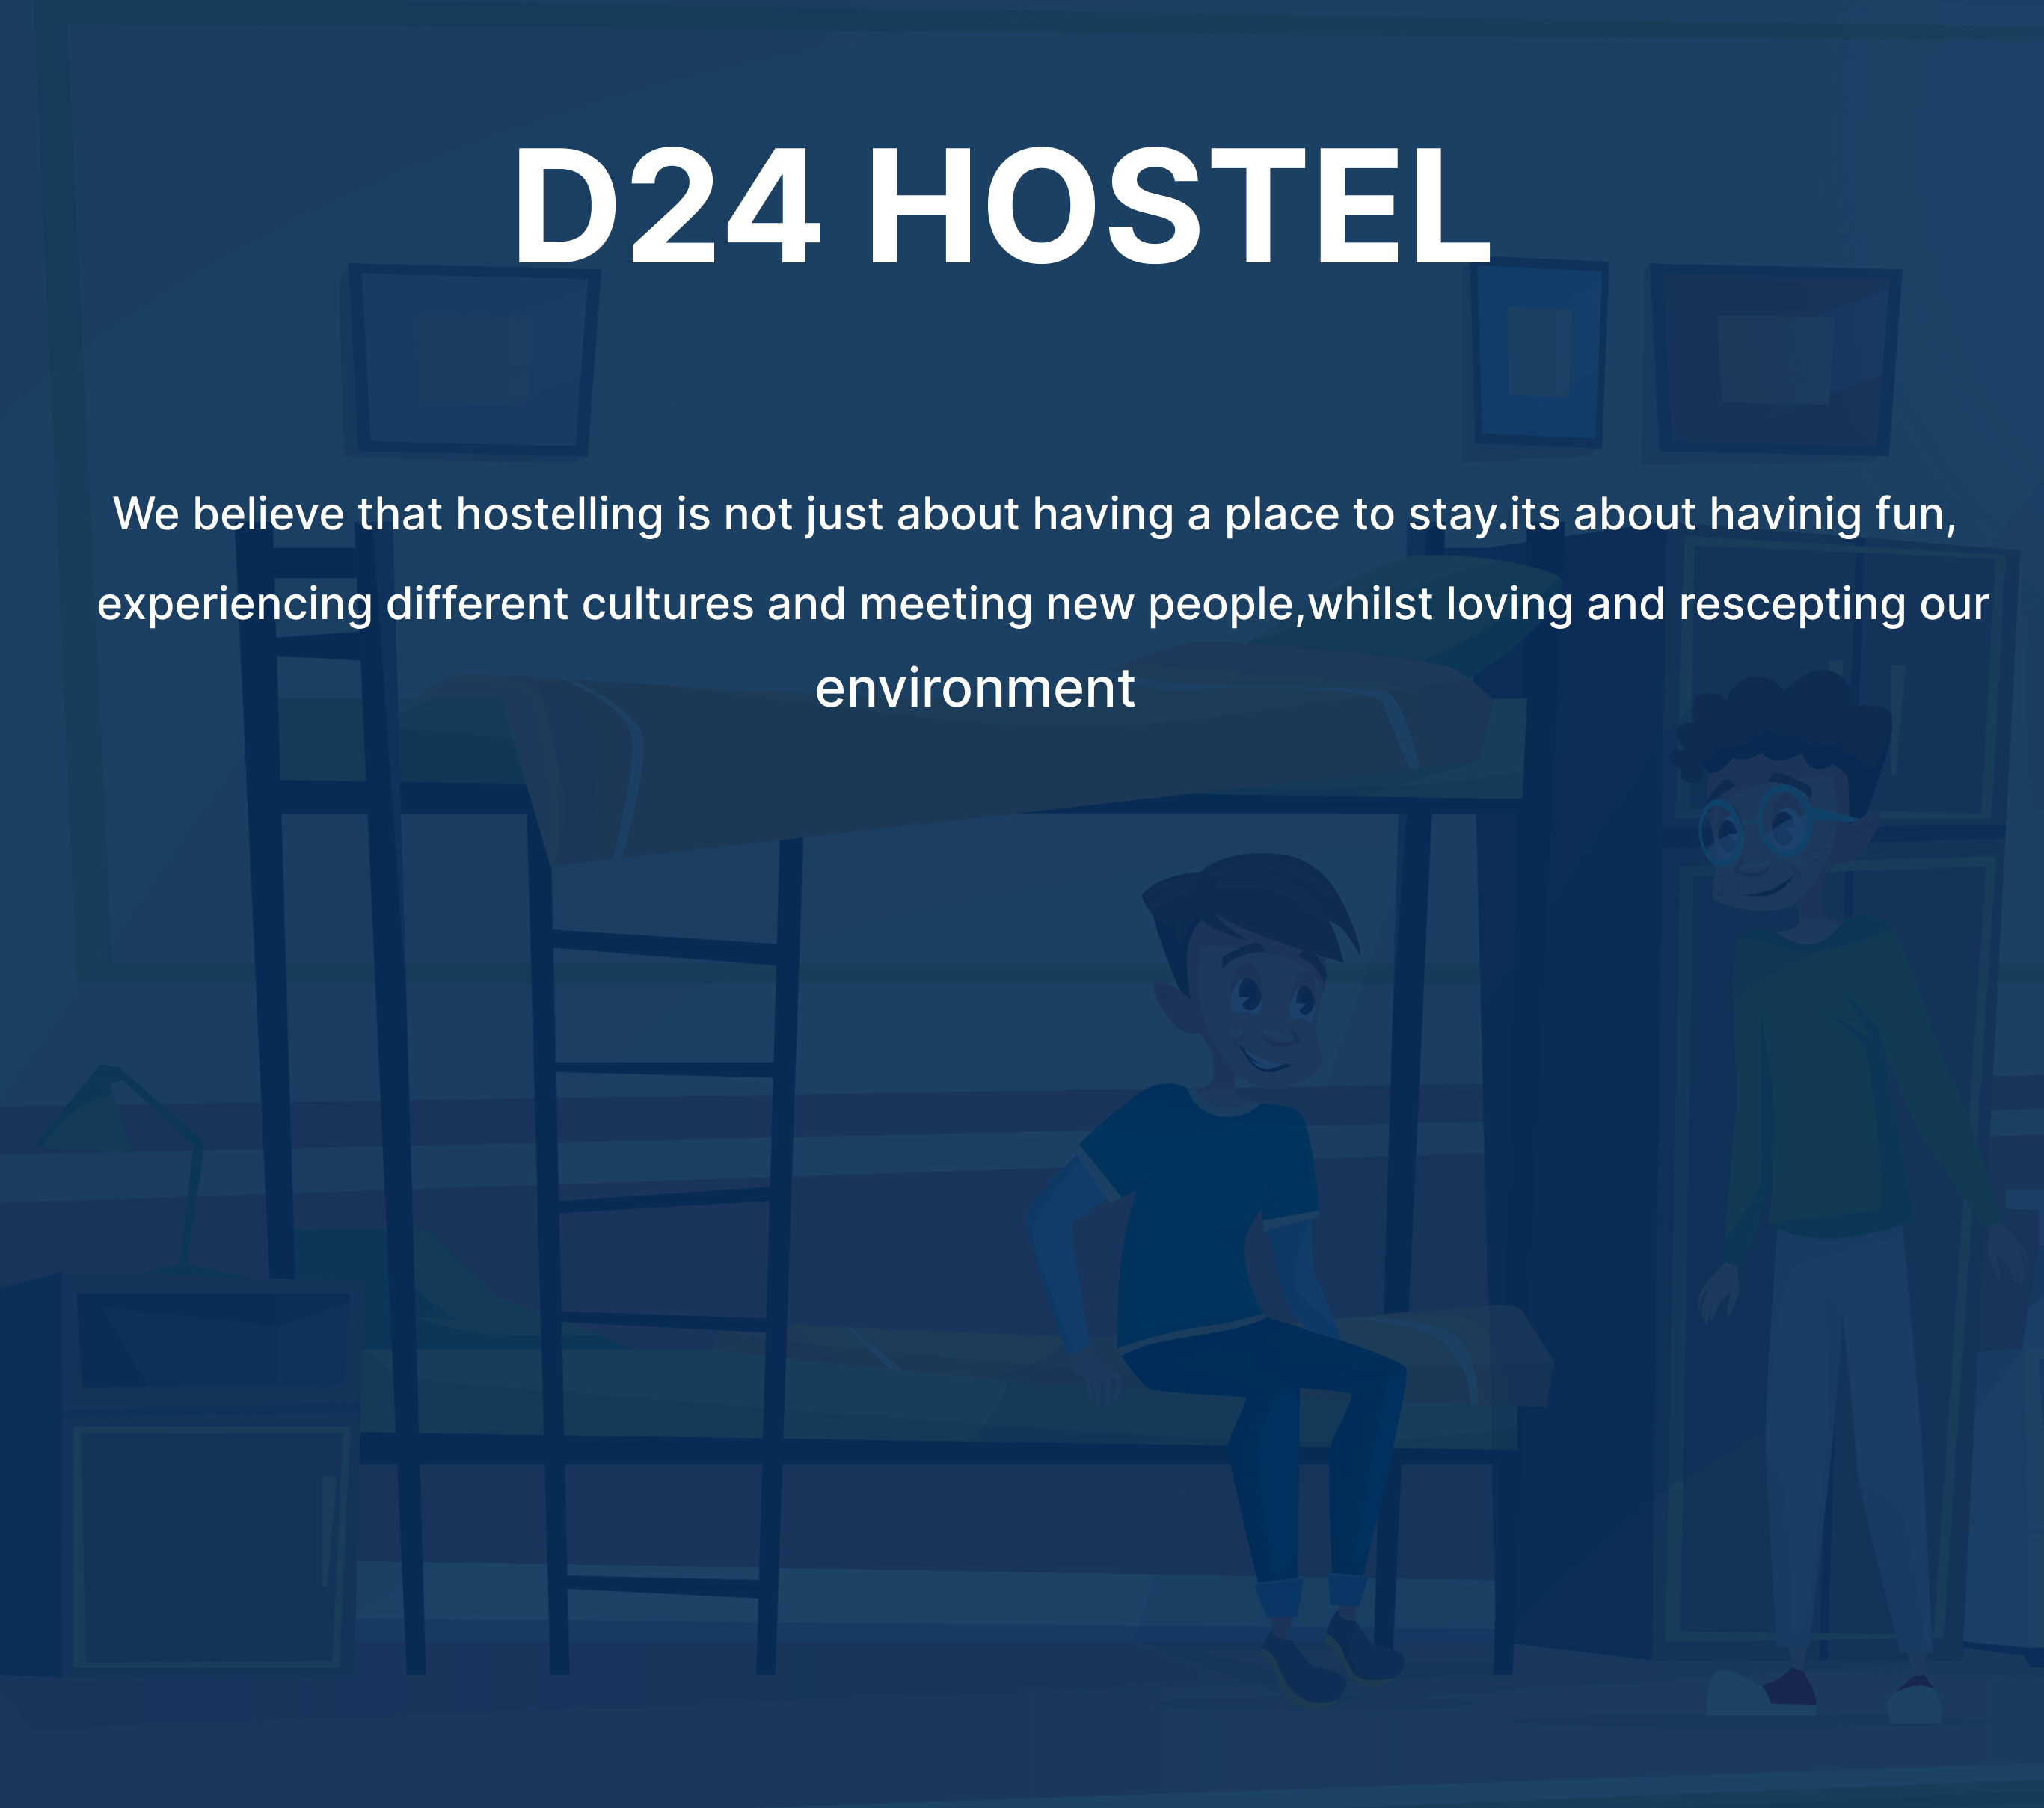 D24 HOSTEL
We believe that hostelling is not just about having a place to stay.its about havinig fun,
experiencing different cultures and meeting new people,whilst loving and rescepting our
environment